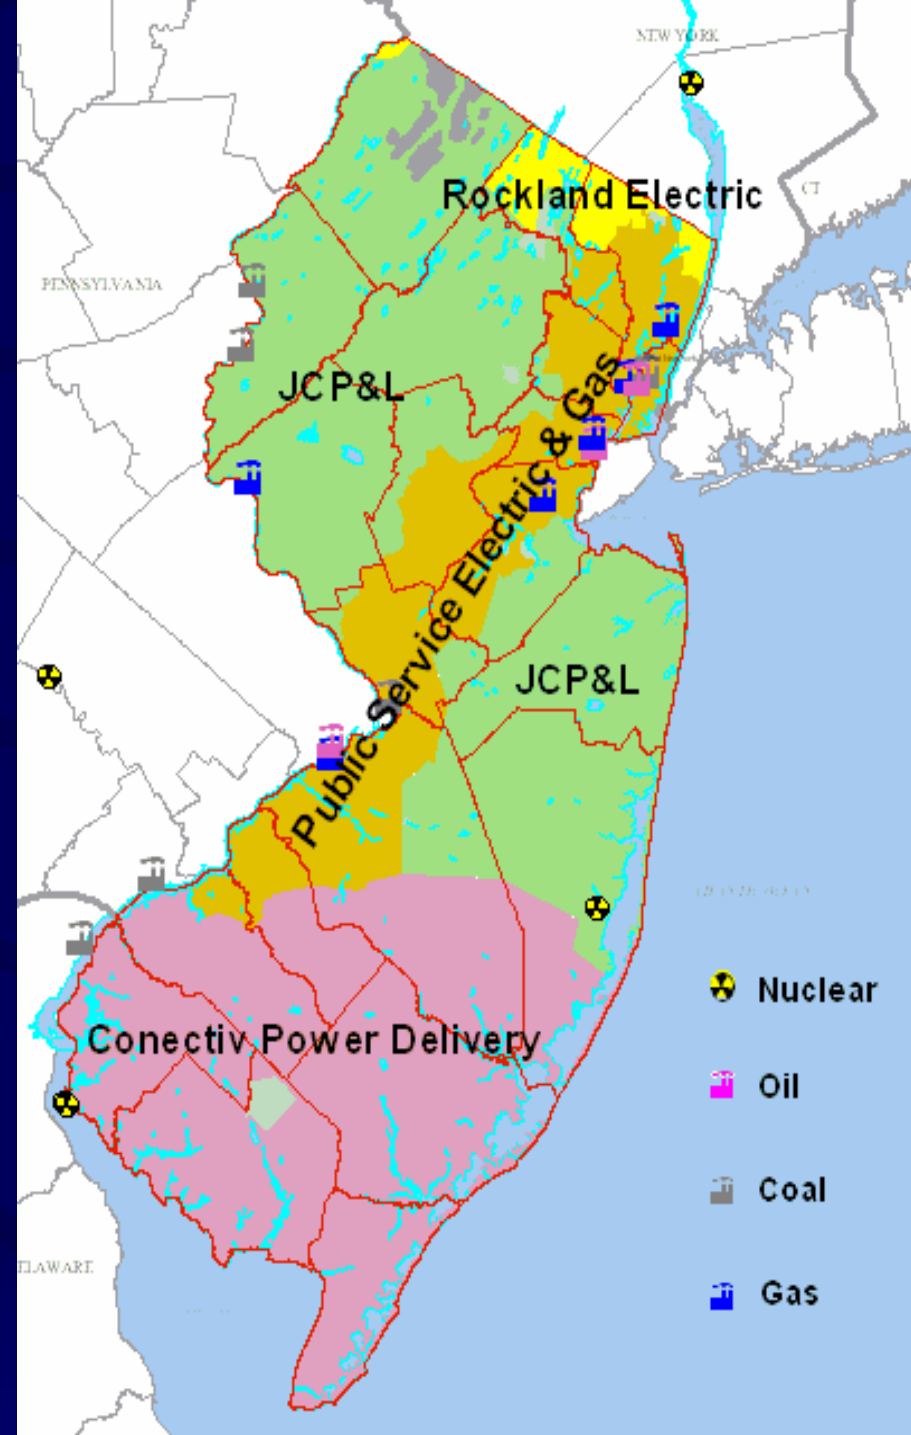 NEW YORK
CT
Rockland Electric
PENNSYLVANIA
JCP&L
Public Service Electric & Gas
JCP&L
Nuclear
Conectiv Power Delivery
Oil
Coal
ELAWARE
Gas